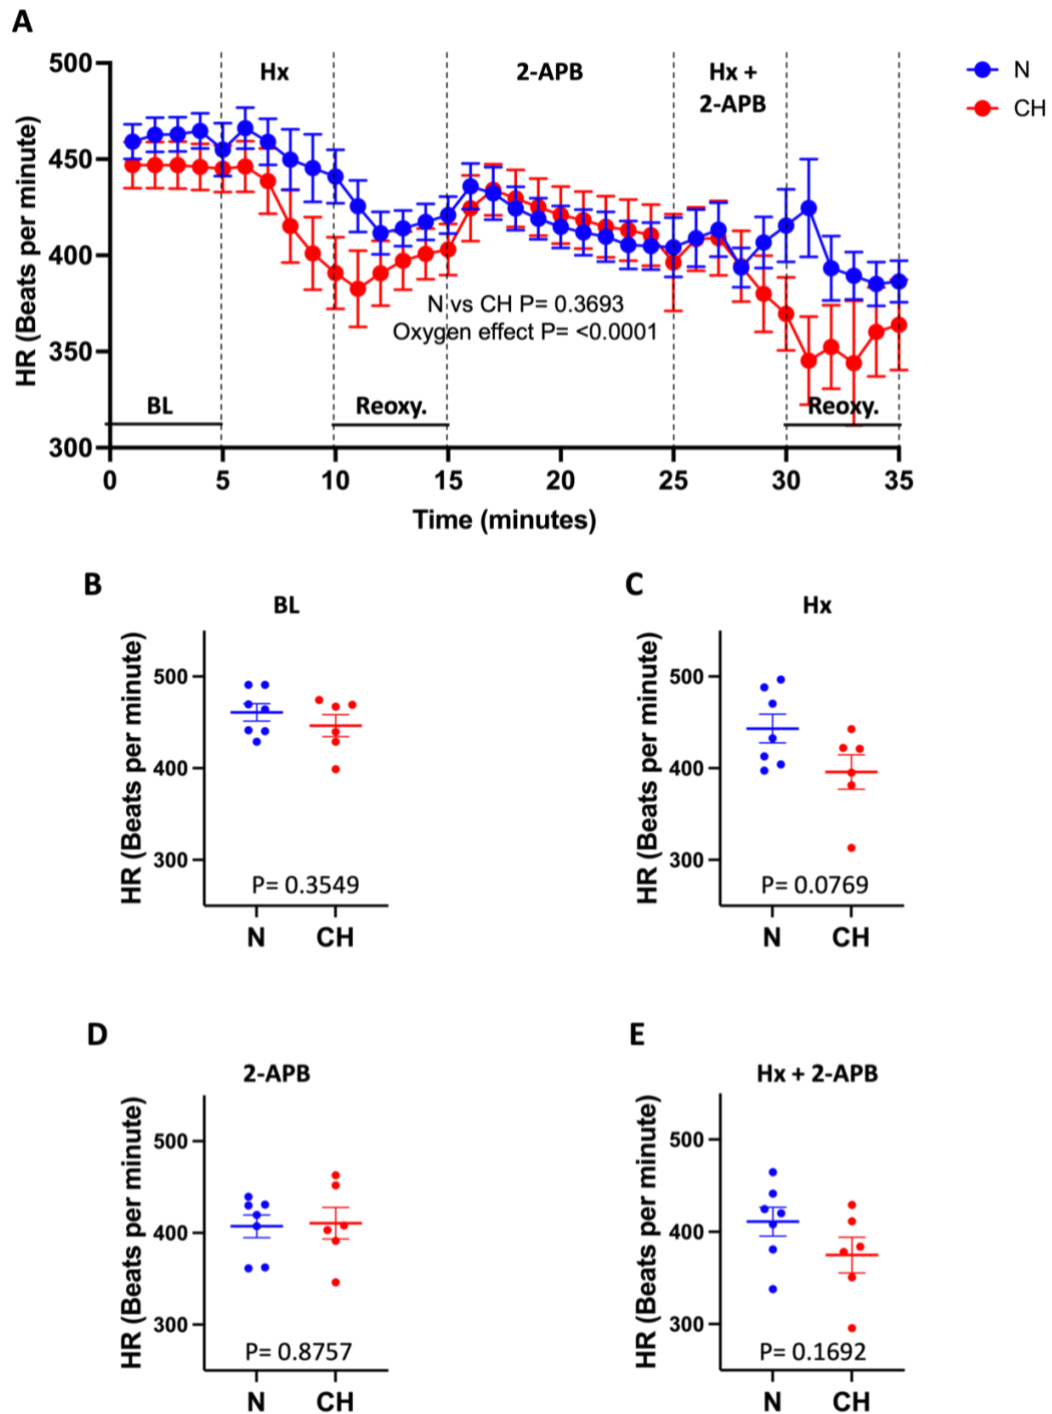 A
HR (Beats per minute)
500
450
400
350
300
Hx
2-APB
Hx +
2-APB
N
CH
N vs CH P= 0.3693
Oxygen effect P= <0.0001
BL
Reoxy.
Reoxy.
0
5
10
15
20
25
30
35
Time (minutes)
B
BL
HR (Beats per minute)
500
400
300
P= 0.3549
N
CH
C
Hx
HR (Beats per minute)
500
400
300
P= 0.0769
N
CH
D
2-APB
HR (Beats per minute)
500
400
300
P= 0.8757
N
CH
E
Hx + 2-APB
HR (Beats per minute)
500
400
300
P= 0.1692
N
CH